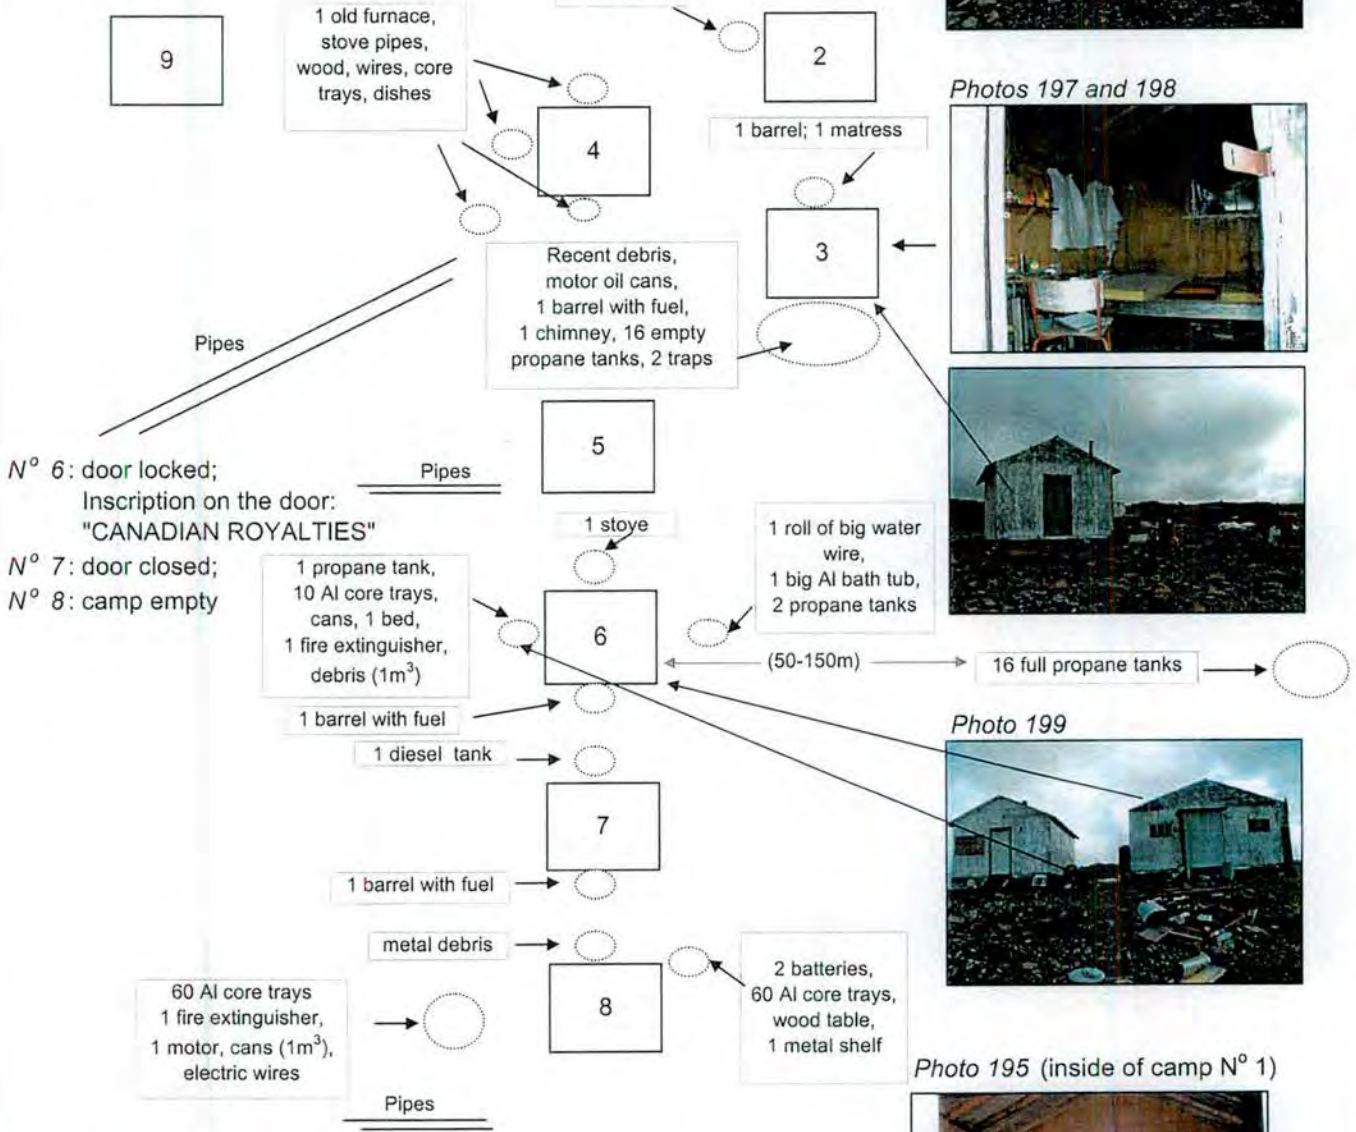 1 old furnace,
stove pipes,
wood, wires, core
trays, dishes
9
2
4
1 barrel; 1 matress
3
Photos 197 and 198
Recent debris,
motor oil cans,
1 barrel with fuel,
1 chimney, 16 empty
propane tanks, 2 traps
Pipes
5
Nº 6: door locked;
Inscription on the door:
"CANADIAN ROYALTIES"
Nº 7: door closed;
Nº 8: camp empty
Pipes
1 stove
1 propane tank,
10 Al core trays,
cans, 1 bed,
1 fire extinguisher,
debris (1m³)
6
1 roll of big water
wire,
1 big Al bath tub,
2 propane tanks
(50-150m)
16 full propane tanks
1 barrel with fuel
1 diesel tank
Photo 199
7
1 barrel with fuel
metal debris
8
2 batteries,
60 Al core trays,
wood table,
1 metal shelf
60 Al core trays
1 fire extinguisher,
1 motor, cans (1m³),
electric wires
Pipes
Photo 195 (inside of camp Nº 1)